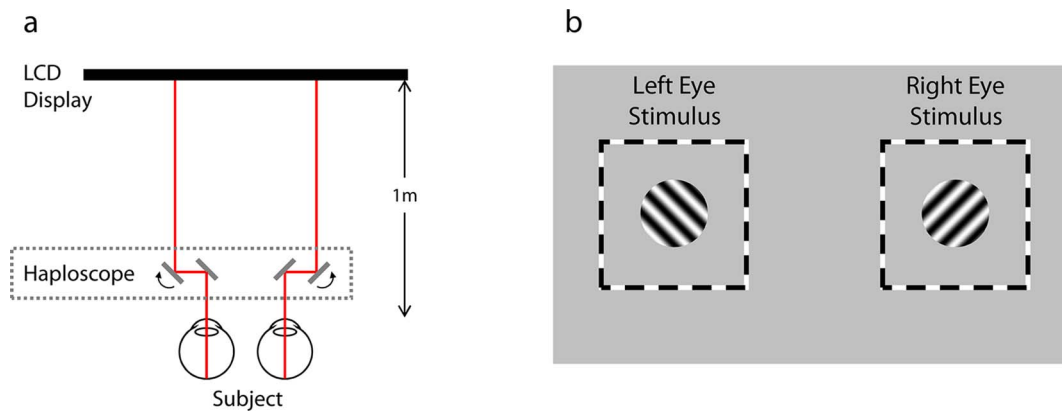 a
LCD
Display
1m
Haploscope
Subject
b
Left Eye
Stimulus
Right Eye
Stimulus